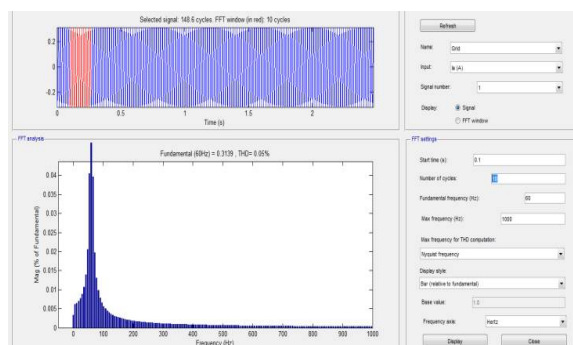 Selected signal: 148.6 cycles. FFT window (in red): 10 cycles
0.2
0
-0.2
0
0.5
1
1.5
2
Time (s)
Refresh
Name:
Grid
Input:
Ia (A)
Signal number:
1
Display:
Signal
FFT window
FFT analysis
Fundamental (60Hz) = 0.3139 , THD= 0.05%
Mag (% of Fundamental)
0.04
0.035
0.03
0.025
0.02
0.015
0.01
0.005
0
0
100
200
300
400
500
600
700
800
900
1000
Frequency (Hz)
FFT settings
Start time (s):
0.1
Number of cycles:
10
Fundamental frequency (Hz):
60
Max frequency (Hz):
1000
Max frequency for THD computation:
Nyquist frequency
Display style:
Bar (relative to fundamental)
Base value:
1.0
Frequency axis:
Hertz
Display
Close